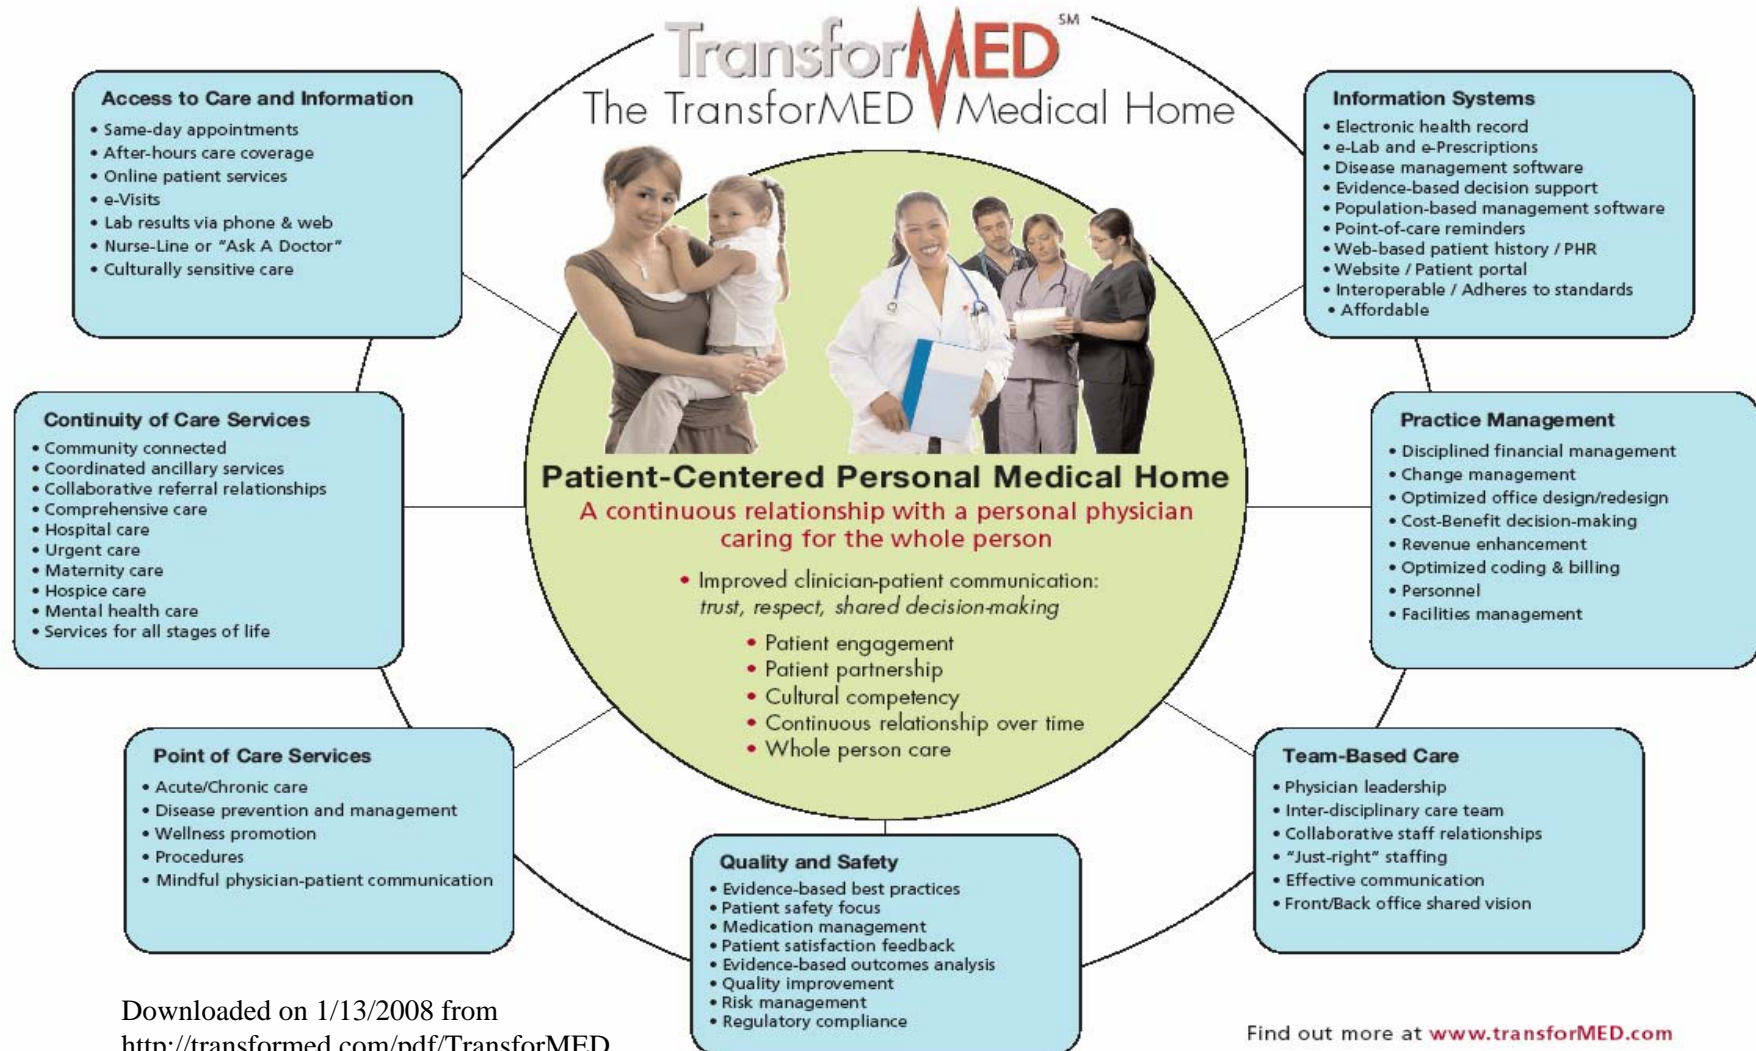 TransforMED SM
The TransforMED Medical Home
Access to Care and Information
• Same-day appointments
• After-hours care coverage
• Online patient services
• e-Visits
• Lab results via phone & web
• Nurse-Line or "Ask A Doctor"
• Culturally sensitive care
Information Systems
• Electronic health record
• e-Lab and e-Prescriptions
• Disease management software
• Evidence-based decision support
• Population-based management software
• Point-of-care reminders
• Web-based patient history / PHR
• Website / Patient portal
• Interoperable / Adheres to standards
• Affordable
Continuity of Care Services
• Community connected
• Coordinated ancillary services
• Collaborative referral relationships
• Comprehensive care
• Hospital care
• Urgent care
• Maternity care
• Hospice care
• Mental health care
• Services for all stages of life
Patient-Centered Personal Medical Home
A continuous relationship with a personal physician
caring for the whole person
• Improved clinician-patient communication:
trust, respect, shared decision-making
• Patient engagement
• Patient partnership
• Cultural competency
• Continuous relationship over time
• Whole person care
Practice Management
• Disciplined financial management
• Change management
• Optimized office design/redesign
• Cost-Benefit decision-making
• Revenue enhancement
• Optimized coding & billing
• Personnel
• Facilities management
Point of Care Services
• Acute/Chronic care
• Disease prevention and management
• Wellness promotion
• Procedures
• Mindful physician-patient communication
Quality and Safety
• Evidence-based best practices
• Patient safety focus
• Medication management
• Patient satisfaction feedback
• Evidence-based outcomes analysis
• Quality improvement
• Risk management
• Regulatory compliance
Team-Based Care
• Physician leadership
• Inter-disciplinary care team
• Collaborative staff relationships
• "Just-right" staffing
• Effective communication
• Front/Back office shared vision
Downloaded on 1/13/2008 from
http://transformed.com/pdf/TransforMED
Find out more at www.transforMED.com